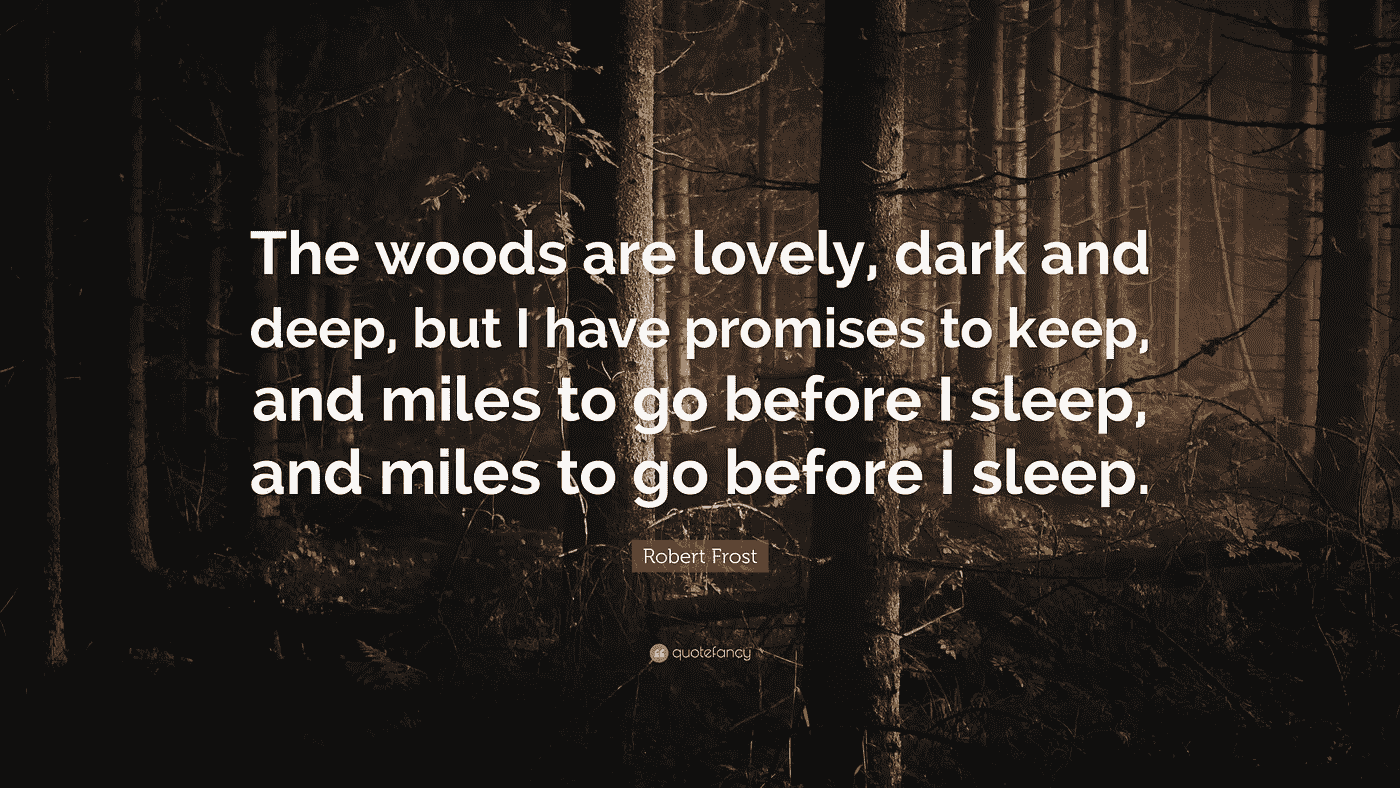 The woods are lovely, dark and
deep, but I have promises to keep,
and miles to go before I sleep,
and miles to go before I sleep.
Robert Frost
quotefancy